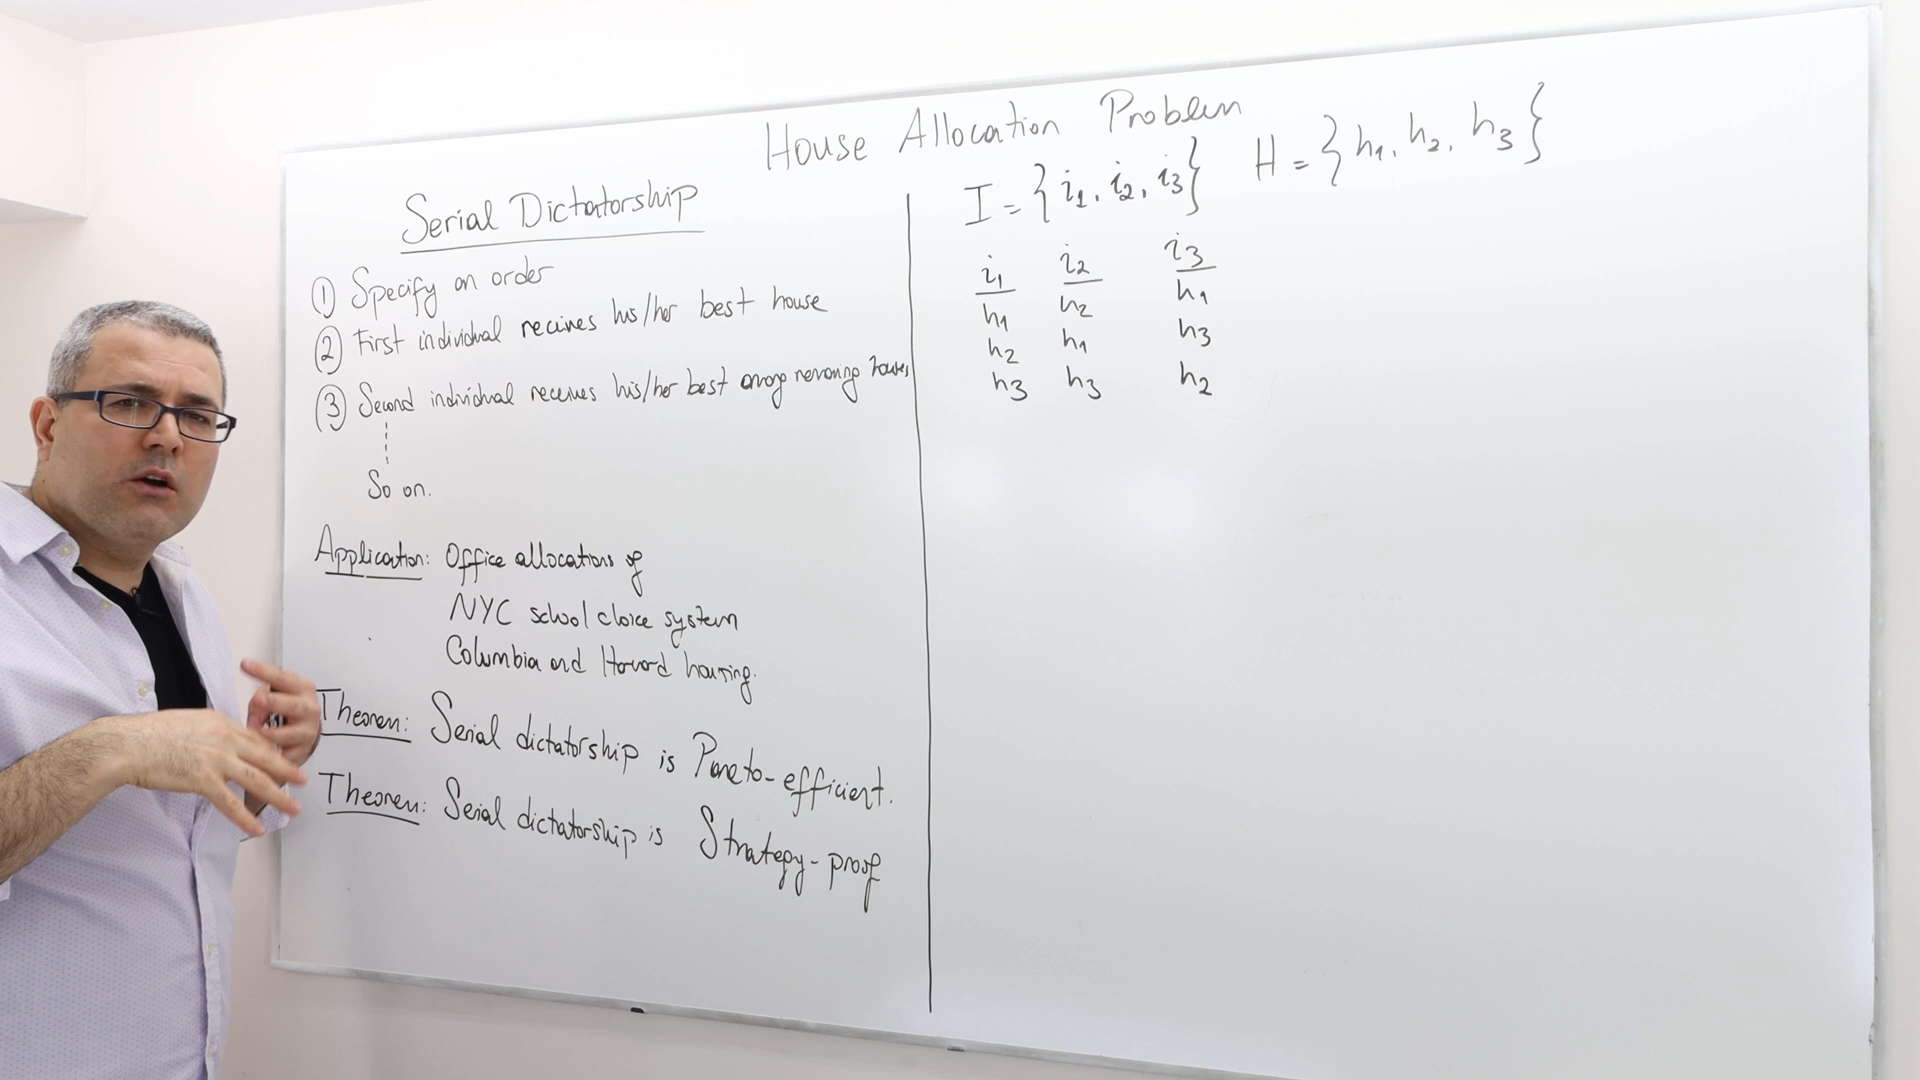 House Allocation Problem
Serial Dictatorship
① Specify an order
② First individual receives his/her best house
③ Second individual receives his/her best among remaining houses
So on.
Application: Office allocations of
NYC school choice system
Columbia and Harvard housing.
Theorem: Serial dictatorship is Pareto-efficient.
Theorem: Serial dictatorship is Strategy-proof
I = {i₁, i₂, i₃} H = {h₁, h₂, h₃}
i₁ i₂ i₃
h₁ h₂ h₁
h₂ h₁ h₃
h₃ h₃ h₂